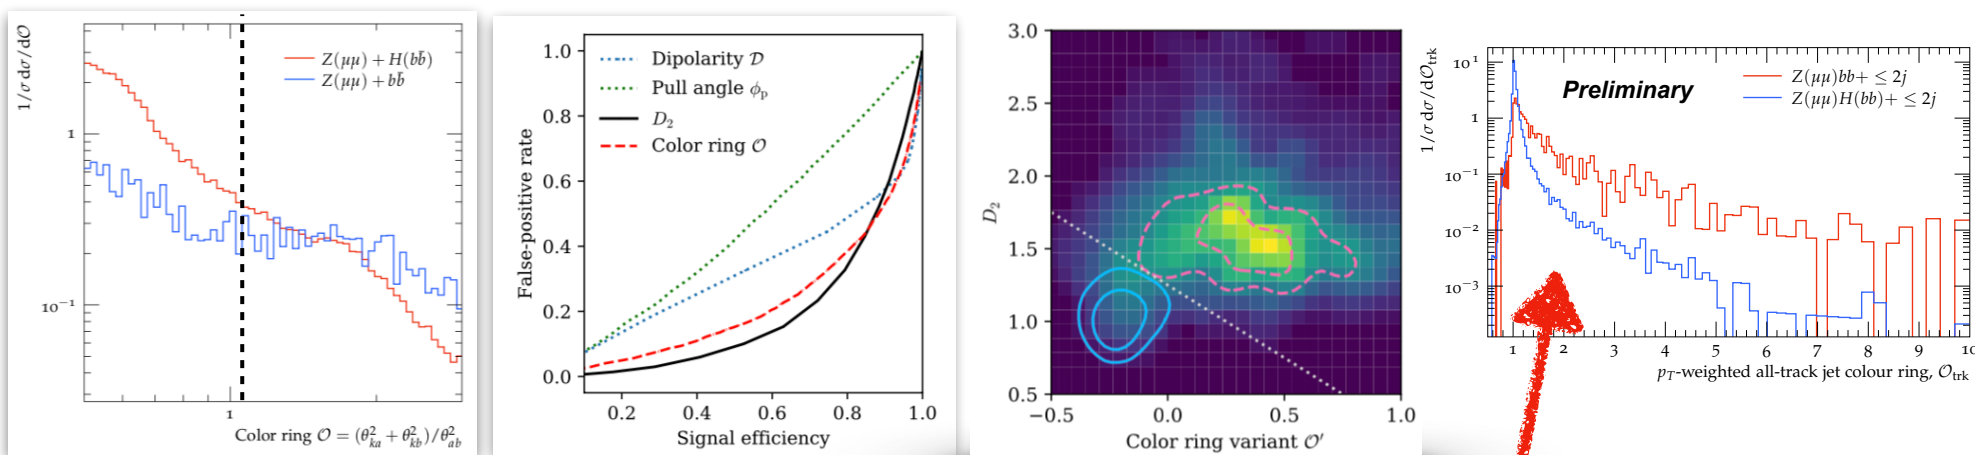 1/σ dσ/dO
Z(μμ) + H(bb̄)
Z(μμ) + bb̄
1
10⁻¹
1
Color ring O = (θ²ka + θ²kb)/θ²ab
False-positive rate
1.0
0.8
0.6
0.4
0.2
0.0
Dipolarity D
Pull angle ϕp
D₂
Color ring O
0.2 0.4 0.6 0.8 1.0
Signal efficiency
D₂
3.0
2.5
2.0
1.5
1.0
0.5
−0.5 0.0 0.5 1.0
Color ring variant O′
1/σ dσ/dOtrk
10¹
1
10⁻¹
10⁻²
10⁻³
Preliminary
Z(μμ)bb+ ≤ 2j
Z(μμ)H(bb)+ ≤ 2j
1 2 3 4 5 6 7 8 9 10
pT-weighted all-track jet colour ring, Otrk